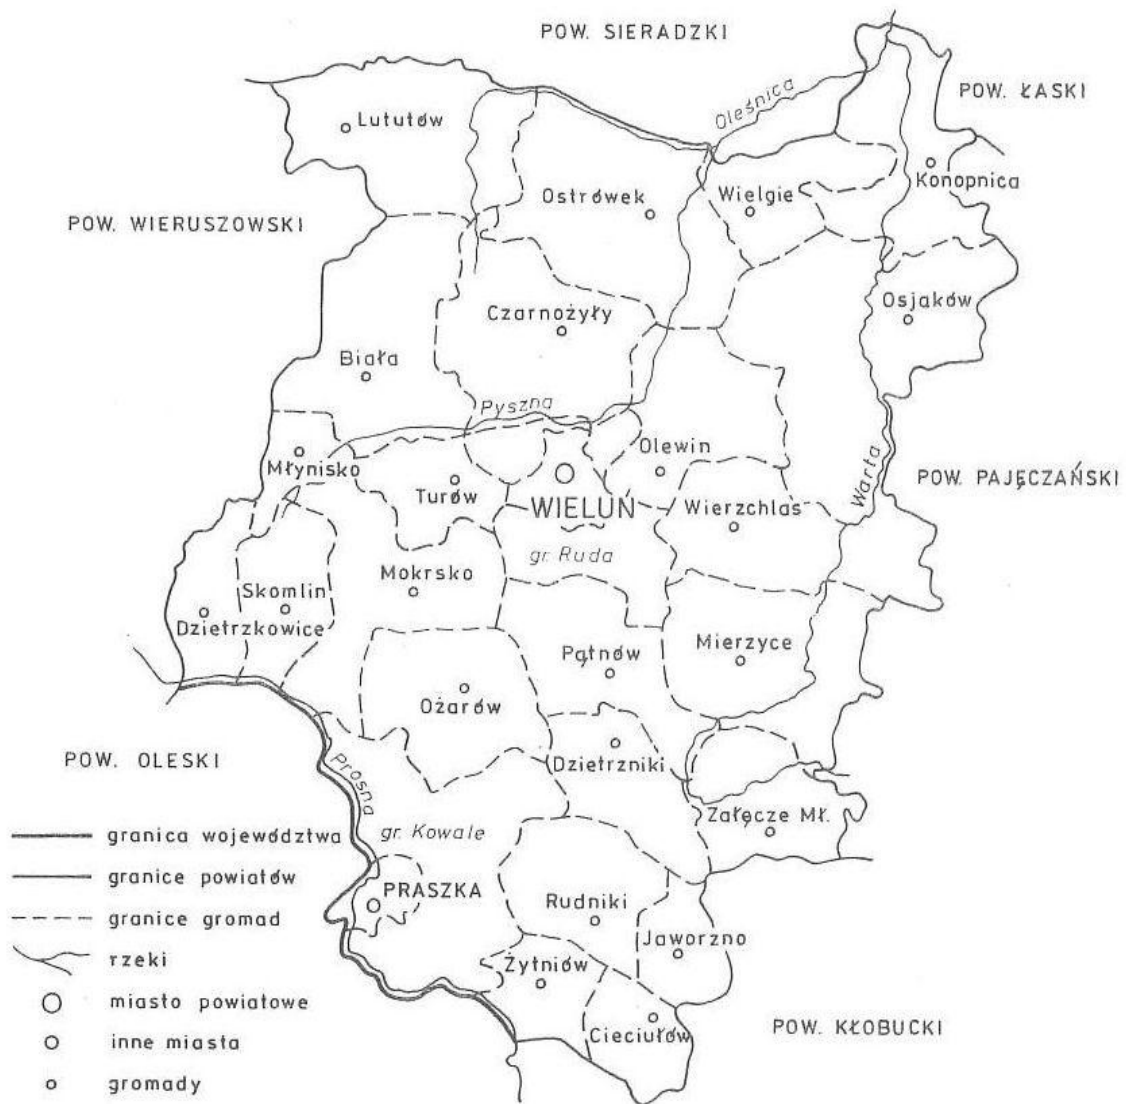 POW. SIERADZKI
Oleśnica
POW. ŁASKI
Lututów
Konopnica
Ostrówek
Wielgie
POW. WIERUSZOWSKI
Osjaków
Czarnożyły
Biała
Pyszna
Olewin
Młynisko
Warta
POW. PAJĘCZAŃSKI
Turów
WIELUŃ
Wierzchlas
gr. Ruda
Mokrsko
Skomlin
Dzietrzkowice
Pątnów
Mierzyce
Ożarów
POW. OLESKI
Prosna
Dzietrzniki
Załęcze Mł.
gr. Kowale
granica województwa
granice powiatów
PRASZKA
Rudniki
granice gromad
Jaworzno
rzeki
Żytniów
miasto powiatowe
POW. KŁOBUCKI
Cieciułów
inne miasta
gromady